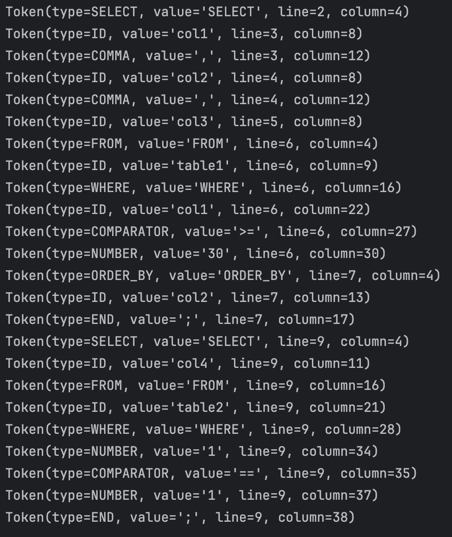 Token(type=SELECT, value='SELECT', line=2, column=4)
Token(type=ID, value='col1', line=3, column=8)
Token(type=COMMA, value=',', line=3, column=12)
Token(type=ID, value='col2', line=4, column=8)
Token(type=COMMA, value=',', line=4, column=12)
Token(type=ID, value='col3', line=5, column=8)
Token(type=FROM, value='FROM', line=6, column=4)
Token(type=ID, value='table1', line=6, column=9)
Token(type=WHERE, value='WHERE', line=6, column=16)
Token(type=ID, value='col1', line=6, column=22)
Token(type=COMPARATOR, value='>=', line=6, column=27)
Token(type=NUMBER, value='30', line=6, column=30)
Token(type=ORDER_BY, value='ORDER_BY', line=7, column=4)
Token(type=ID, value='col2', line=7, column=13)
Token(type=END, value=';', line=7, column=17)
Token(type=SELECT, value='SELECT', line=9, column=4)
Token(type=ID, value='col4', line=9, column=11)
Token(type=FROM, value='FROM', line=9, column=16)
Token(type=ID, value='table2', line=9, column=21)
Token(type=WHERE, value='WHERE', line=9, column=28)
Token(type=NUMBER, value='1', line=9, column=34)
Token(type=COMPARATOR, value='==', line=9, column=35)
Token(type=NUMBER, value='1', line=9, column=37)
Token(type=END, value=';', line=9, column=38)